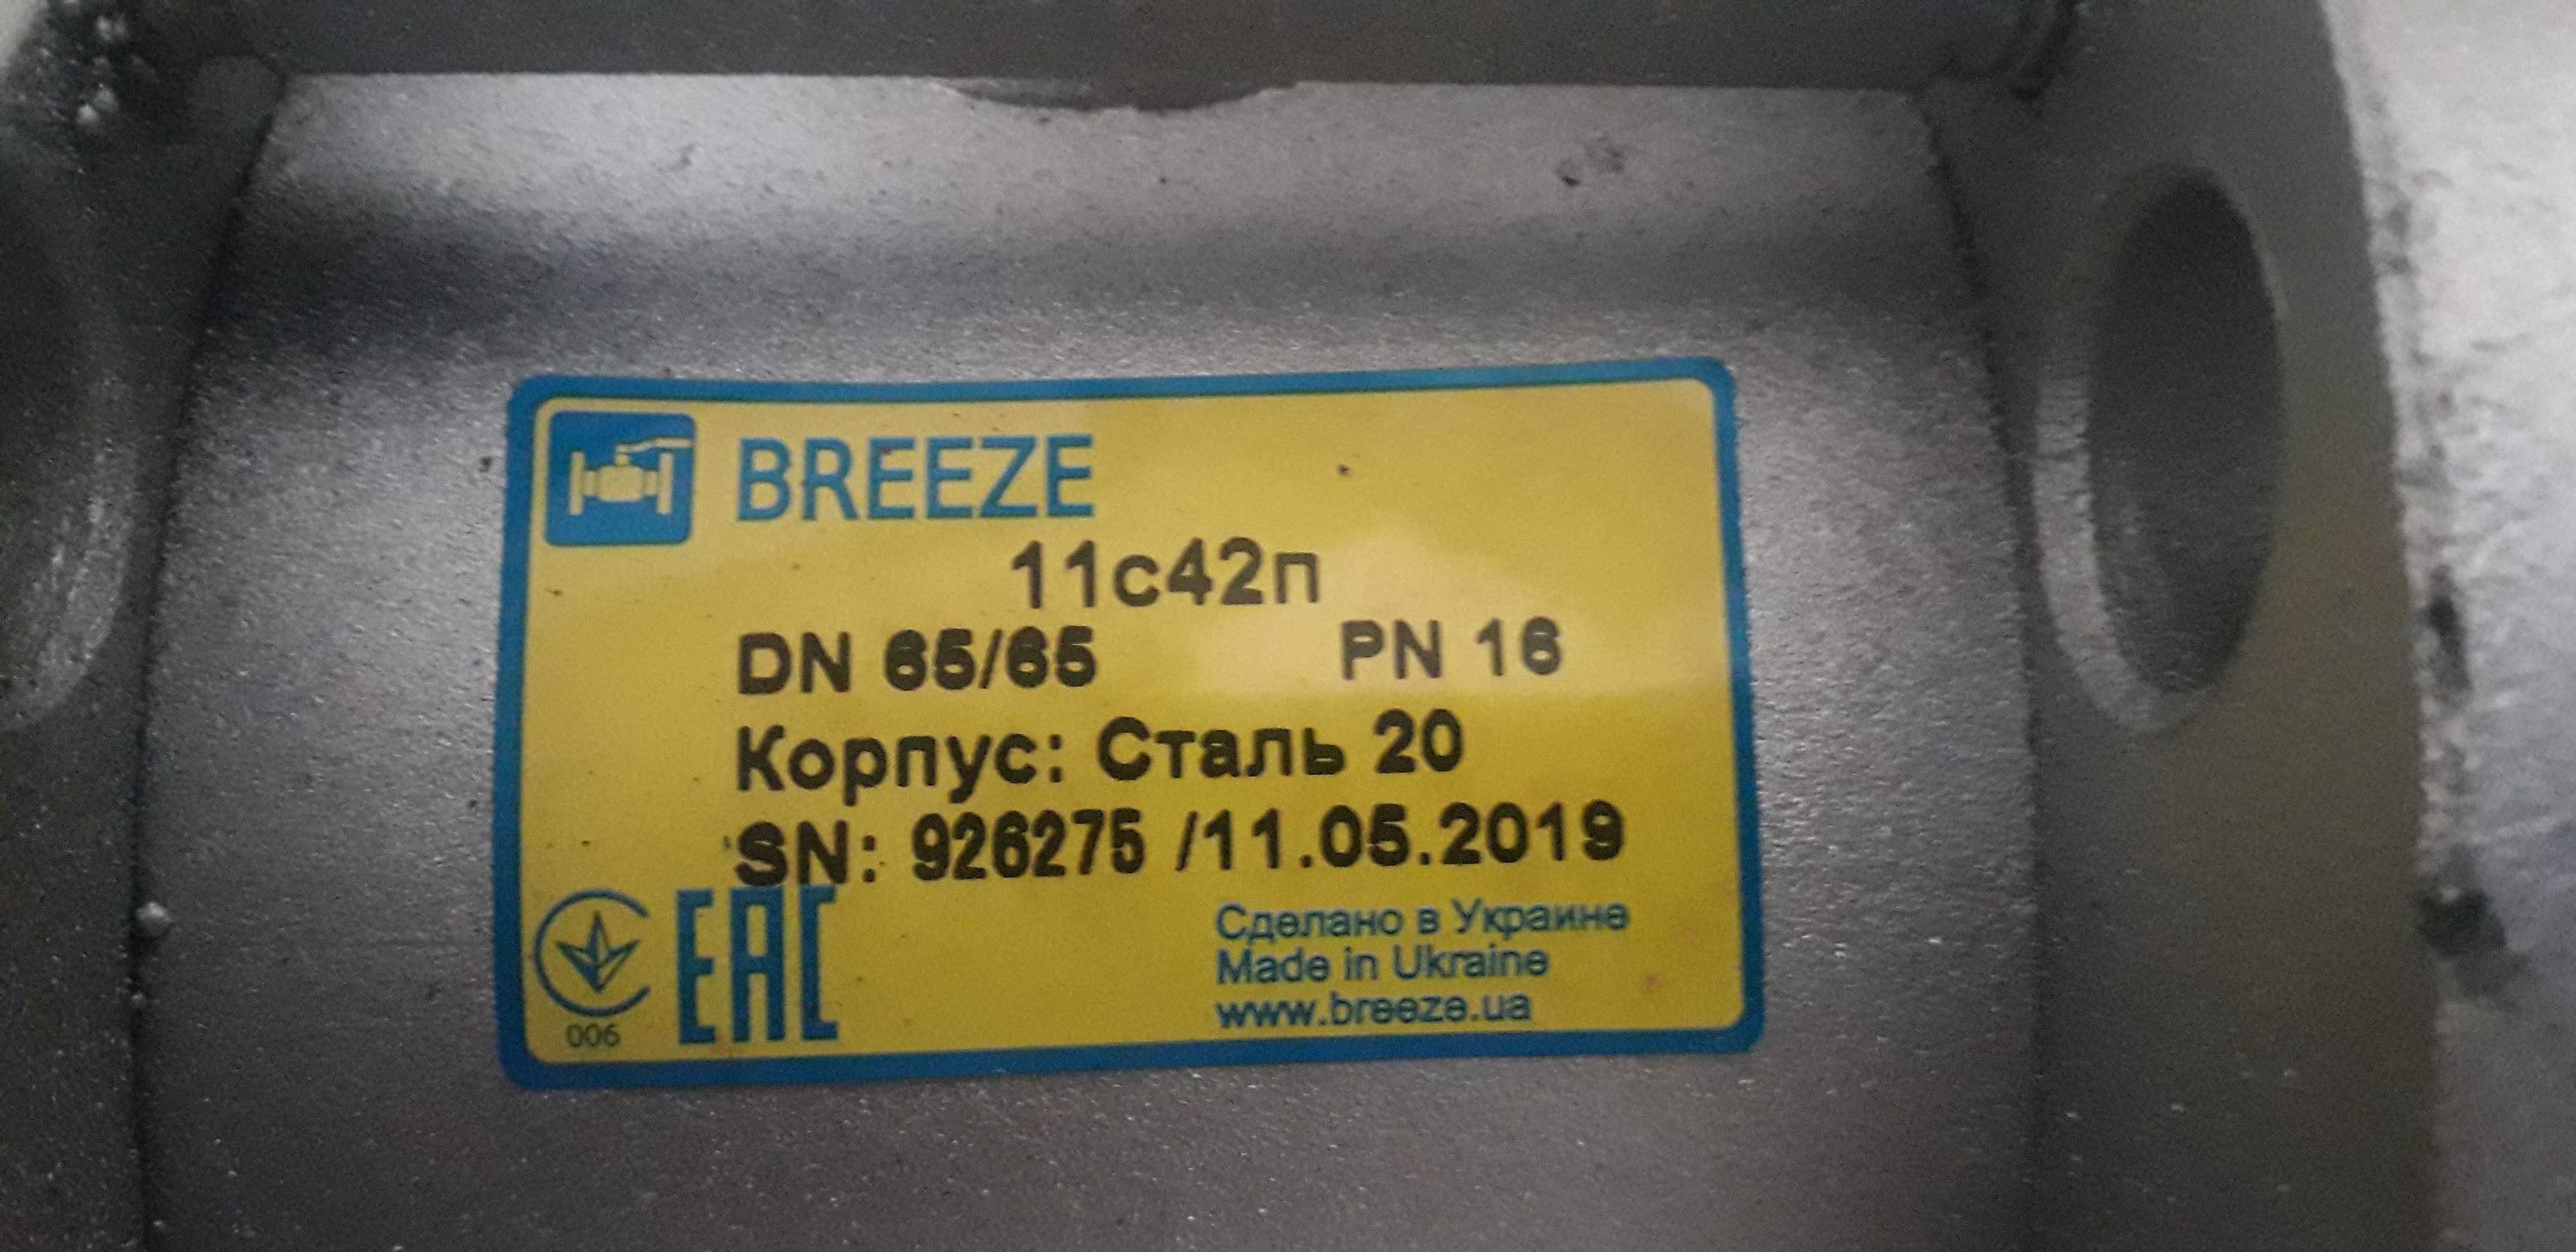 BREEZE
11с42п
DN 65/65 PN 16
Корпус: Сталь 20
SN: 926275 /11.05.2019
EAC
006
Сделано в Украине
Made in Ukraine
www.breeze.ua